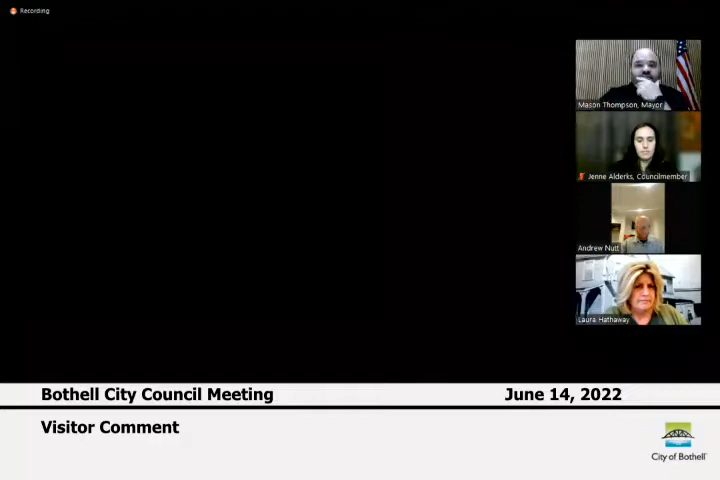 Recording
Mason Thompson, Mayor
Jenne Alderks, Councilmember
Andrew Nutt
Laura Hathaway
Bothell City Council Meeting
June 14, 2022
Visitor Comment
City of Bothell